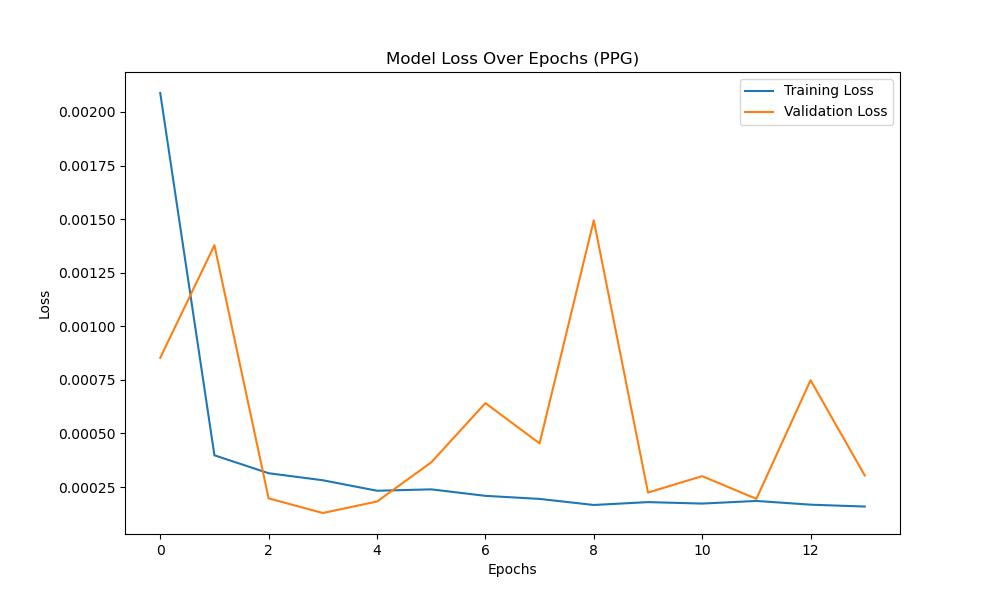 Model Loss Over Epochs (PPG)
Training Loss
Validation Loss
0.00200
0.00175
0.00150
0.00125
0.00100
0.00075
0.00050
0.00025
Loss
0 2 4 6 8 10 12
Epochs